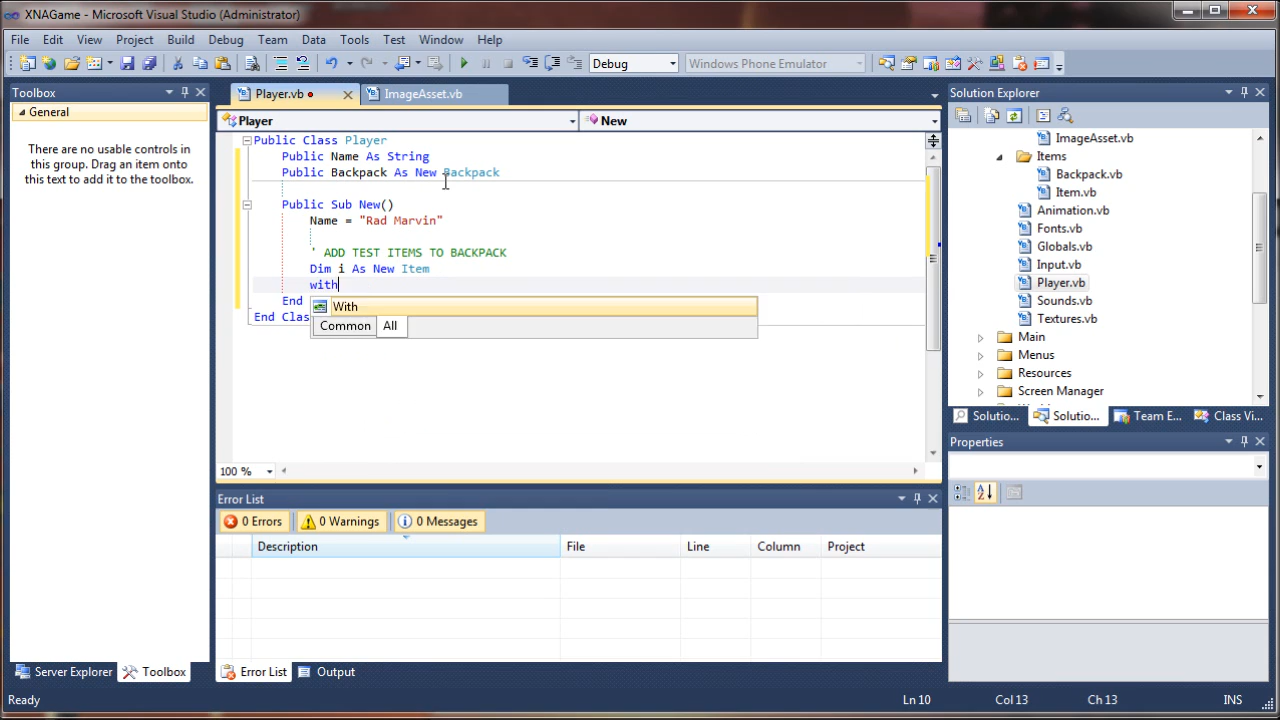 XNAGame - Microsoft Visual Studio (Administrator)
File Edit View Project Build Debug Team Data Tools Test Window Help
Debug Windows Phone Emulator
Toolbox
General
There are no usable controls in
this group. Drag an item onto
this text to add it to the toolbox.
Player.vb ImageAsset.vb
Player New
Public Class Player
Public Name As String
Public Backpack As New Backpack
Public Sub New()
Name = "Rad Marvin"
' ADD TEST ITEMS TO BACKPACK
Dim i As New Item
with
End
End Clas
With
Common All
100 %
Solution Explorer
ImageAsset.vb
Items
Backpack.vb
Item.vb
Animation.vb
Fonts.vb
Globals.vb
Input.vb
Player.vb
Sounds.vb
Textures.vb
Main
Menus
Resources
Screen Manager
Solutio... Solutio... Team E... Class Vi...
Properties
Error List
0 Errors 0 Warnings 0 Messages
Description File Line Column Project
Server Explorer Toolbox Error List Output
Ready Ln 10 Col 13 Ch 13 INS